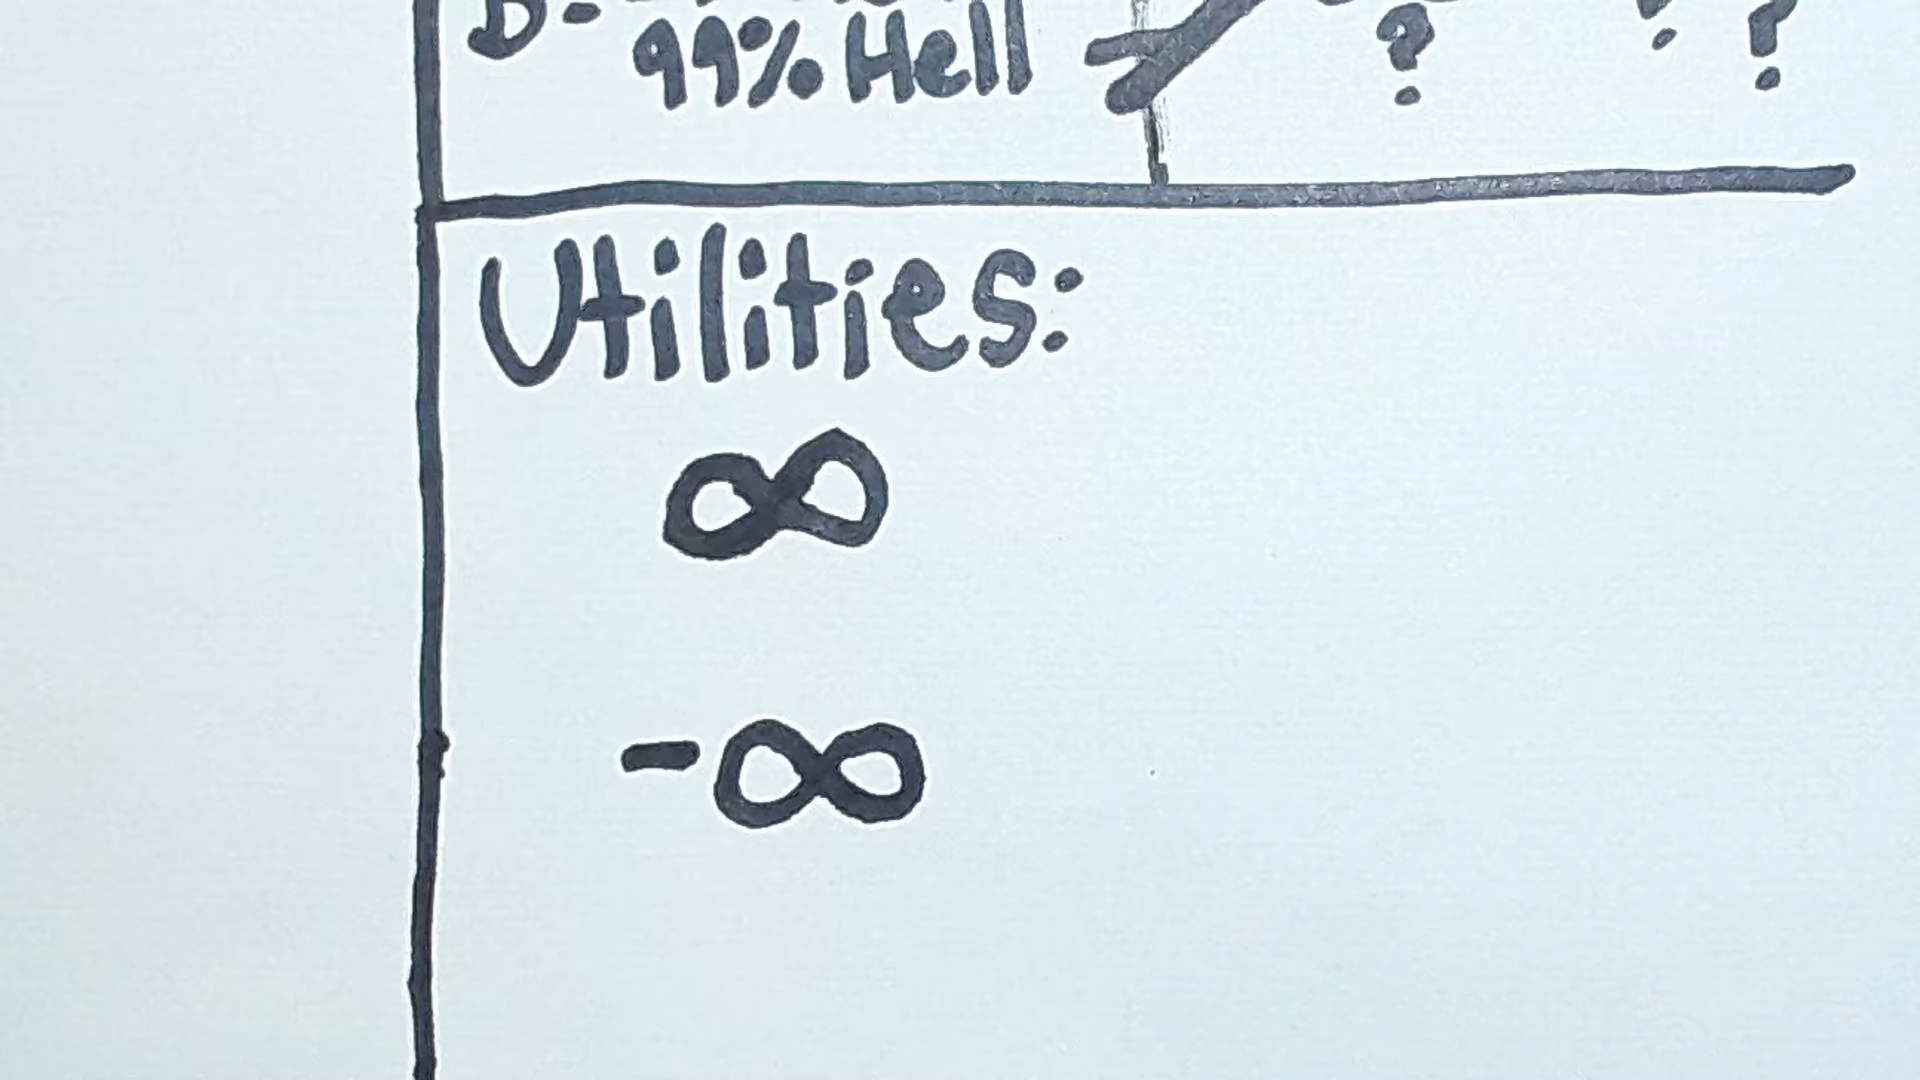 B-
99% Hell
? ? ?
Utilities:
∞
-∞